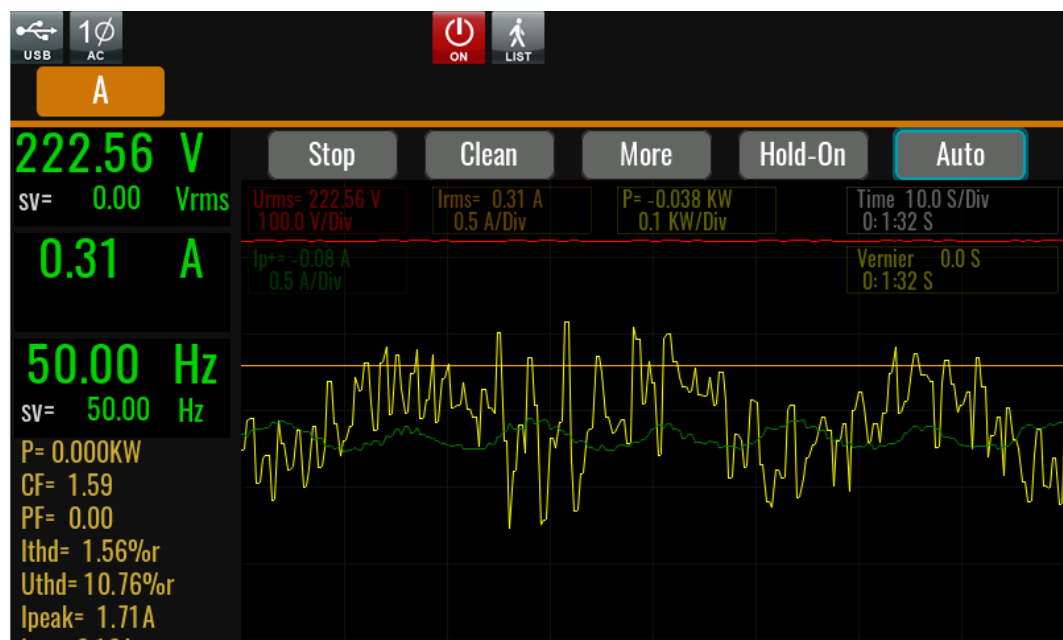 USB
1Ø
AC
ON
LIST
A
222.56 V
sv= 0.00 Vrms
0.31 A
50.00 Hz
sv= 50.00 Hz
P= 0.000KW
CF= 1.59
PF= 0.00
Ithd= 1.56%r
Uthd= 10.76%r
Ipeak= 1.71A
Stop
Clean
More
Hold-On
Auto
Urms= 222.56 V
100.0 V/Div
Irms= 0.31 A
0.5 A/Div
P= -0.038 KW
0.1 KW/Div
Time 10.0 S/Div
0: 1:32 S
Ip+= -0.08 A
0.5 A/Div
Vernier 0.0 S
0: 1:32 S